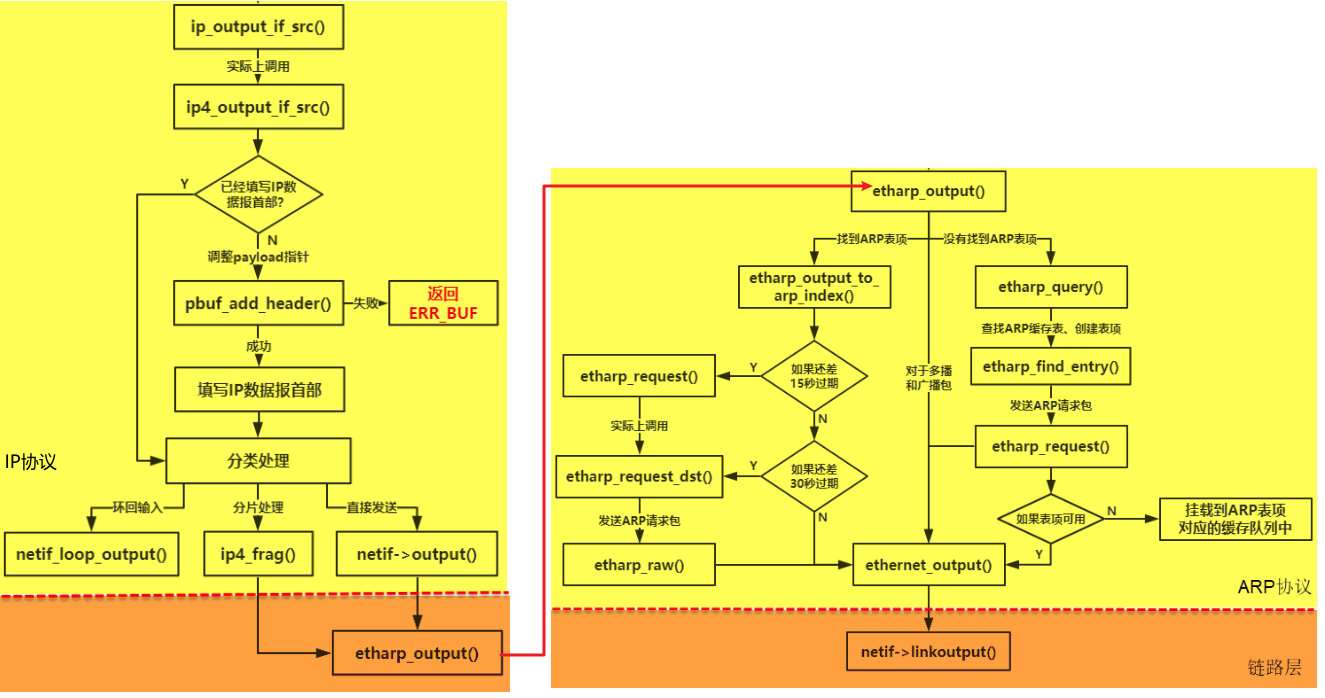 ip_output_if_src()
实际上调用
ip4_output_if_src()
Y
已经填写IP数
据报首部?
N
调整payload指针
pbuf_add_header()
失败
返回
ERR_BUF
成功
填写IP数据报首部
IP协议
分类处理
环回输入
分片处理
直接发送
netif_loop_output()
ip4_frag()
netif->output()
etharp_output()
etharp_output()
找到ARP表项
没有找到ARP表项
etharp_output_to_
arp_index()
etharp_query()
查找ARP缓存表、创建表项
etharp_request()
Y
如果还差
15秒过期
对于多播
和广播包
etharp_find_entry()
N
发送ARP请求包
实际上调用
etharp_request()
etharp_request_dst()
Y
如果还差
30秒过期
N
发送ARP请求包
如果表项可用
N
挂载到ARP表项
对应的缓存队列中
Y
etharp_raw()
ethernet_output()
ARP协议
netif->linkoutput()
链路层